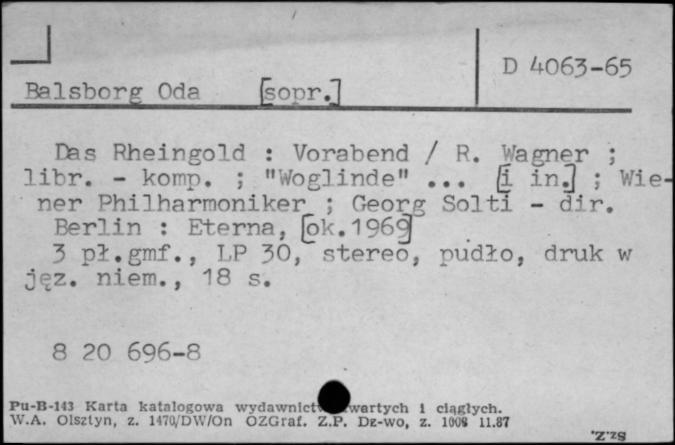 D 4063-65
Balsborg Oda [sopr.]
Das Rheingold : Vorabend / R. Wagner ;
libr. - komp. ; "Woglinde" ... [i in.] ; Wie-
ner Philharmoniker ; Georg Solti - dir.
Berlin : Eterna, [ok.1969]
3 pł.gmf., LP 30, stereo, pudło, druk w
jęz. niem., 18 s.
8 20 696-8
Pu-B-143 Karta katalogowa wydawnictw zwartych i ciągłych.
W.A. Olsztyn, z. 1470/DW/On OZGraf. Z.P. Dz-wo, z. 1008 11.87